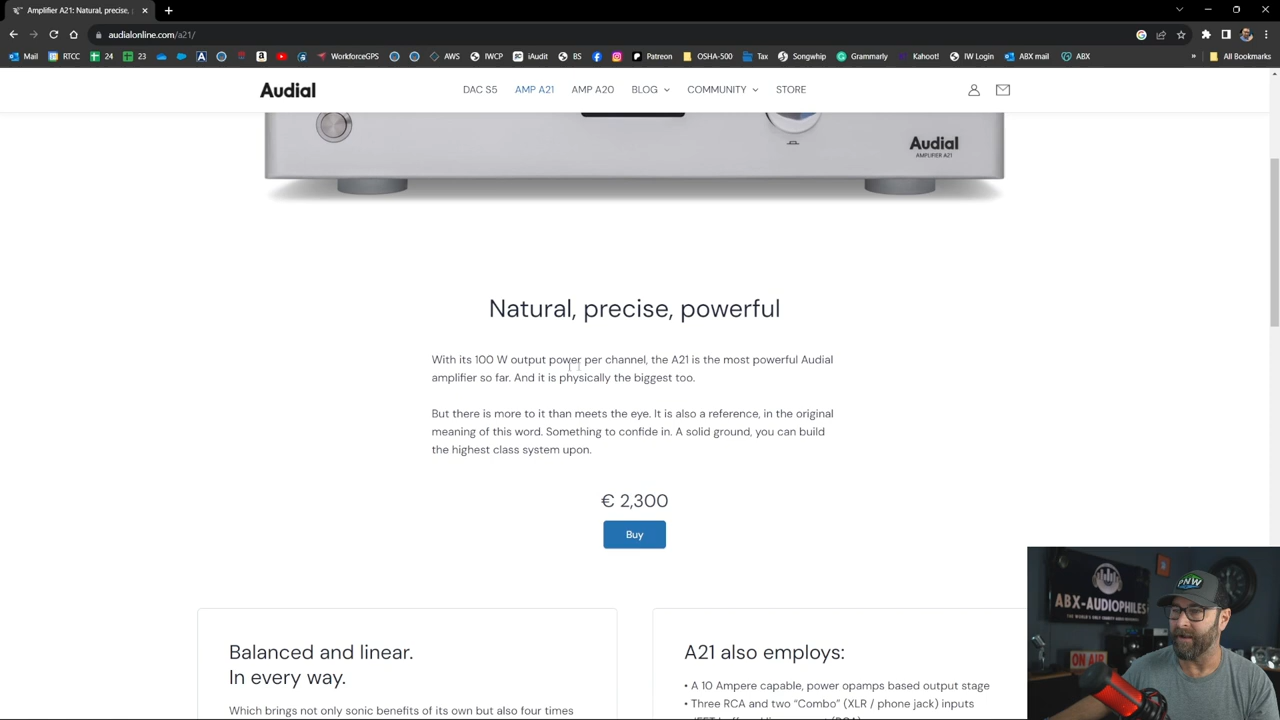 Amplifier A21: Natural, precise,
audialonline.com/a21/
Mail RTCC 24 23 WorkforceGPS AWS IWCP iAudit BS Patreon OSHA-500 Tax Songwhip Grammarly Kahoot! IW Login ABX mail ABX » All Bookmarks
Audial DAC S5 AMP A21 AMP A20 BLOG COMMUNITY STORE
Audial
AMPLIFIER A21
Natural, precise, powerful
With its 100 W output power per channel, the A21 is the most powerful Audial
amplifier so far. And it is physically the biggest too.
But there is more to it than meets the eye. It is also a reference, in the original
meaning of this word. Something to confide in. A solid ground, you can build
the highest class system upon.
€ 2,300
Buy
Balanced and linear.
In every way.
Which brings not only sonic benefits of its own but also four times
A21 also employs:
• A 10 Ampere capable, power opamps based output stage
• Three RCA and two “Combo” (XLR / phone jack) inputs
PNW
ABX-AUDIOPHILES
ON AIR